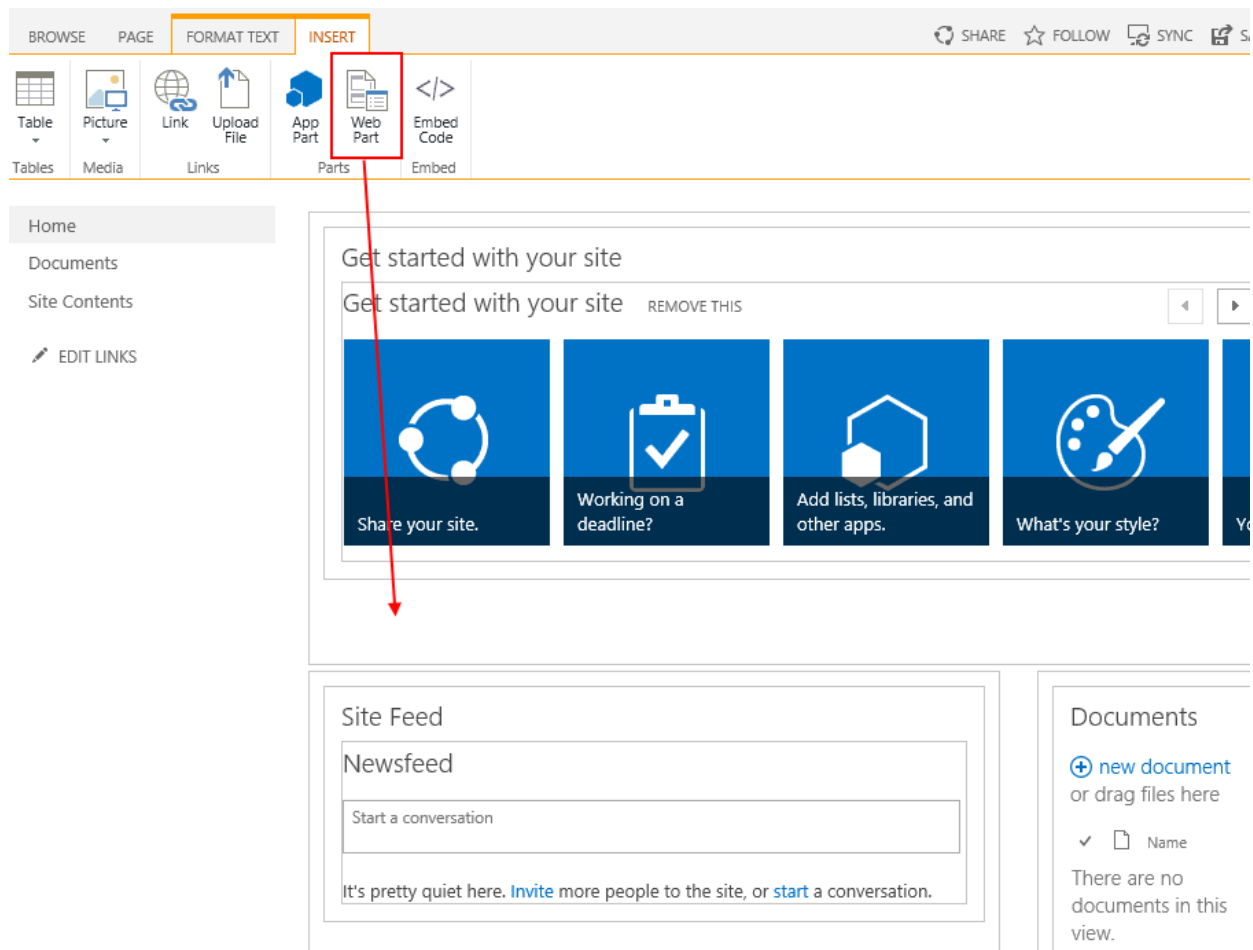 BROWSE PAGE FORMAT TEXT INSERT SHARE FOLLOW SYNC
Table Picture Link Upload File App Part Web Part Embed Code
Tables Media Links Parts Embed
Home
Documents
Site Contents
EDIT LINKS
Get started with your site
Get started with your site REMOVE THIS
Share your site.
Working on a
deadline?
Add lists, libraries, and
other apps.
What's your style?
Site Feed
Newsfeed
Start a conversation
It's pretty quiet here. Invite more people to the site, or start a conversation.
Documents
new document
or drag files here
Name
There are no
documents in this
view.